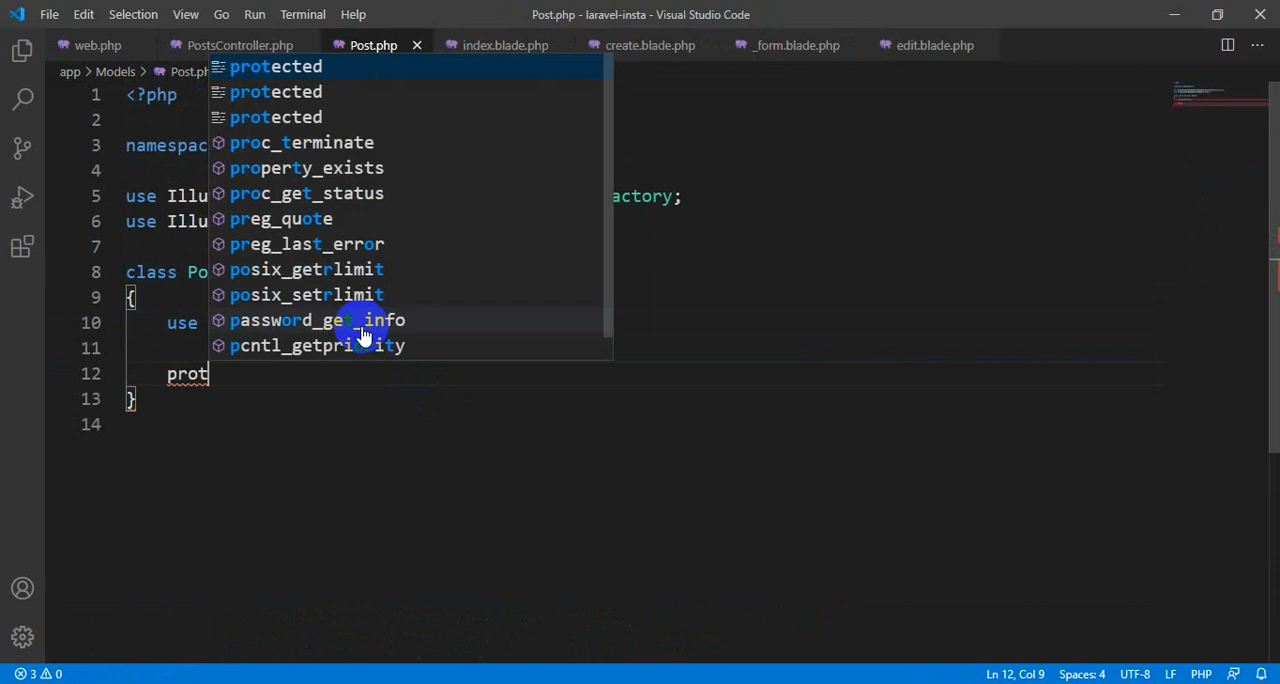 File Edit Selection View Go Run Terminal Help Post.php - laravel-insta - Visual Studio Code
web.php PostsController.php Post.php index.blade.php create.blade.php _form.blade.php edit.blade.php
app > Models > Post.ph
protected
1 <?php
protected
2
protected
3 namespac
proc_terminate
4
property_exists
5 use Illu actory;
proc_get_status
6 use Illu
preg_quote
7
preg_last_error
8 class Po
posix_getrlimit
9 {
posix_setrlimit
10 use
password_get_info
11
pcntl_getpriority
12 prot
13 }
14
3 0 Ln 12, Col 9 Spaces: 4 UTF-8 LF PHP